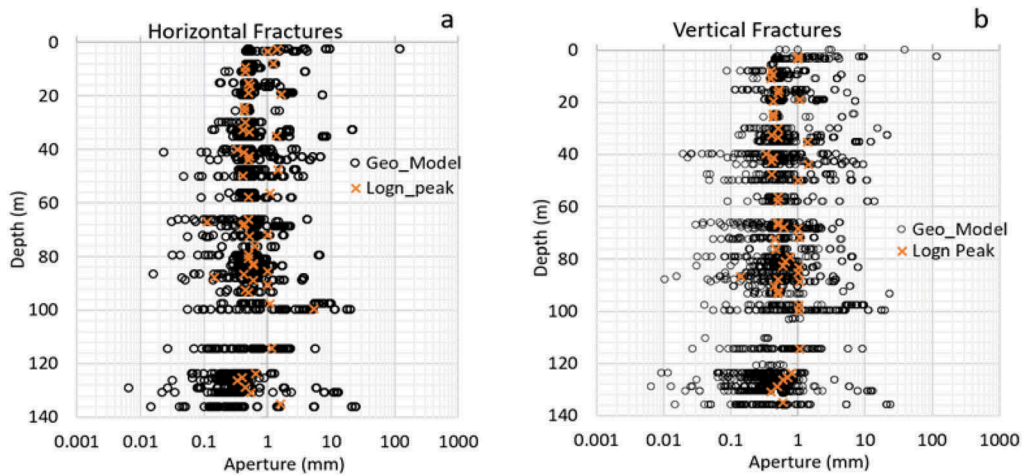 a
Horizontal Fractures
0
20
40
60
80
100
120
140
Depth (m)
Geo_Model
Logn_peak
0.001 0.01 0.1 1 10 100 1000
Aperture (mm)
b
Vertical Fractures
0
20
40
60
80
100
120
140
Depth (m)
Geo_Model
Logn Peak
0.001 0.01 0.1 1 10 100 1000
Aperture (mm)